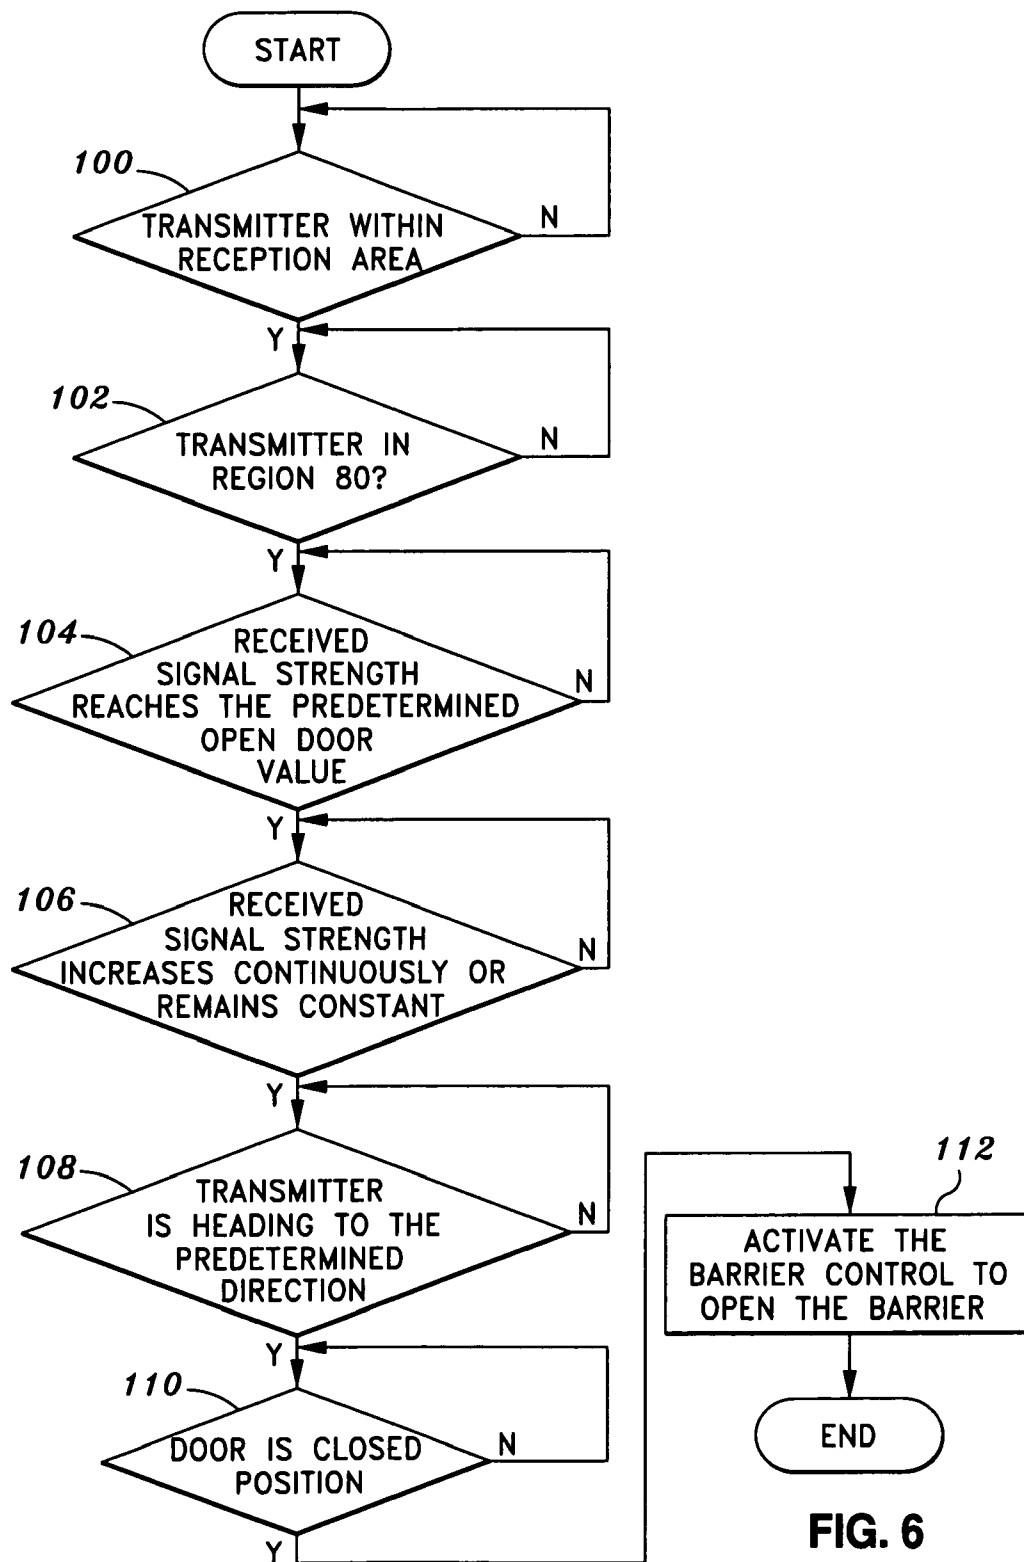 START
100
TRANSMITTER WITHIN
RECEPTION AREA
N
Y
102
TRANSMITTER IN
REGION 80?
N
Y
104
RECEIVED
SIGNAL STRENGTH
REACHES THE PREDETERMINED
OPEN DOOR
VALUE
N
Y
106
RECEIVED
SIGNAL STRENGTH
INCREASES CONTINUOUSLY OR
REMAINS CONSTANT
N
Y
108
TRANSMITTER
IS HEADING TO THE
PREDETERMINED
DIRECTION
N
Y
110
DOOR IS CLOSED
POSITION
N
Y
112
ACTIVATE THE
BARRIER CONTROL TO
OPEN THE BARRIER
END
FIG. 6